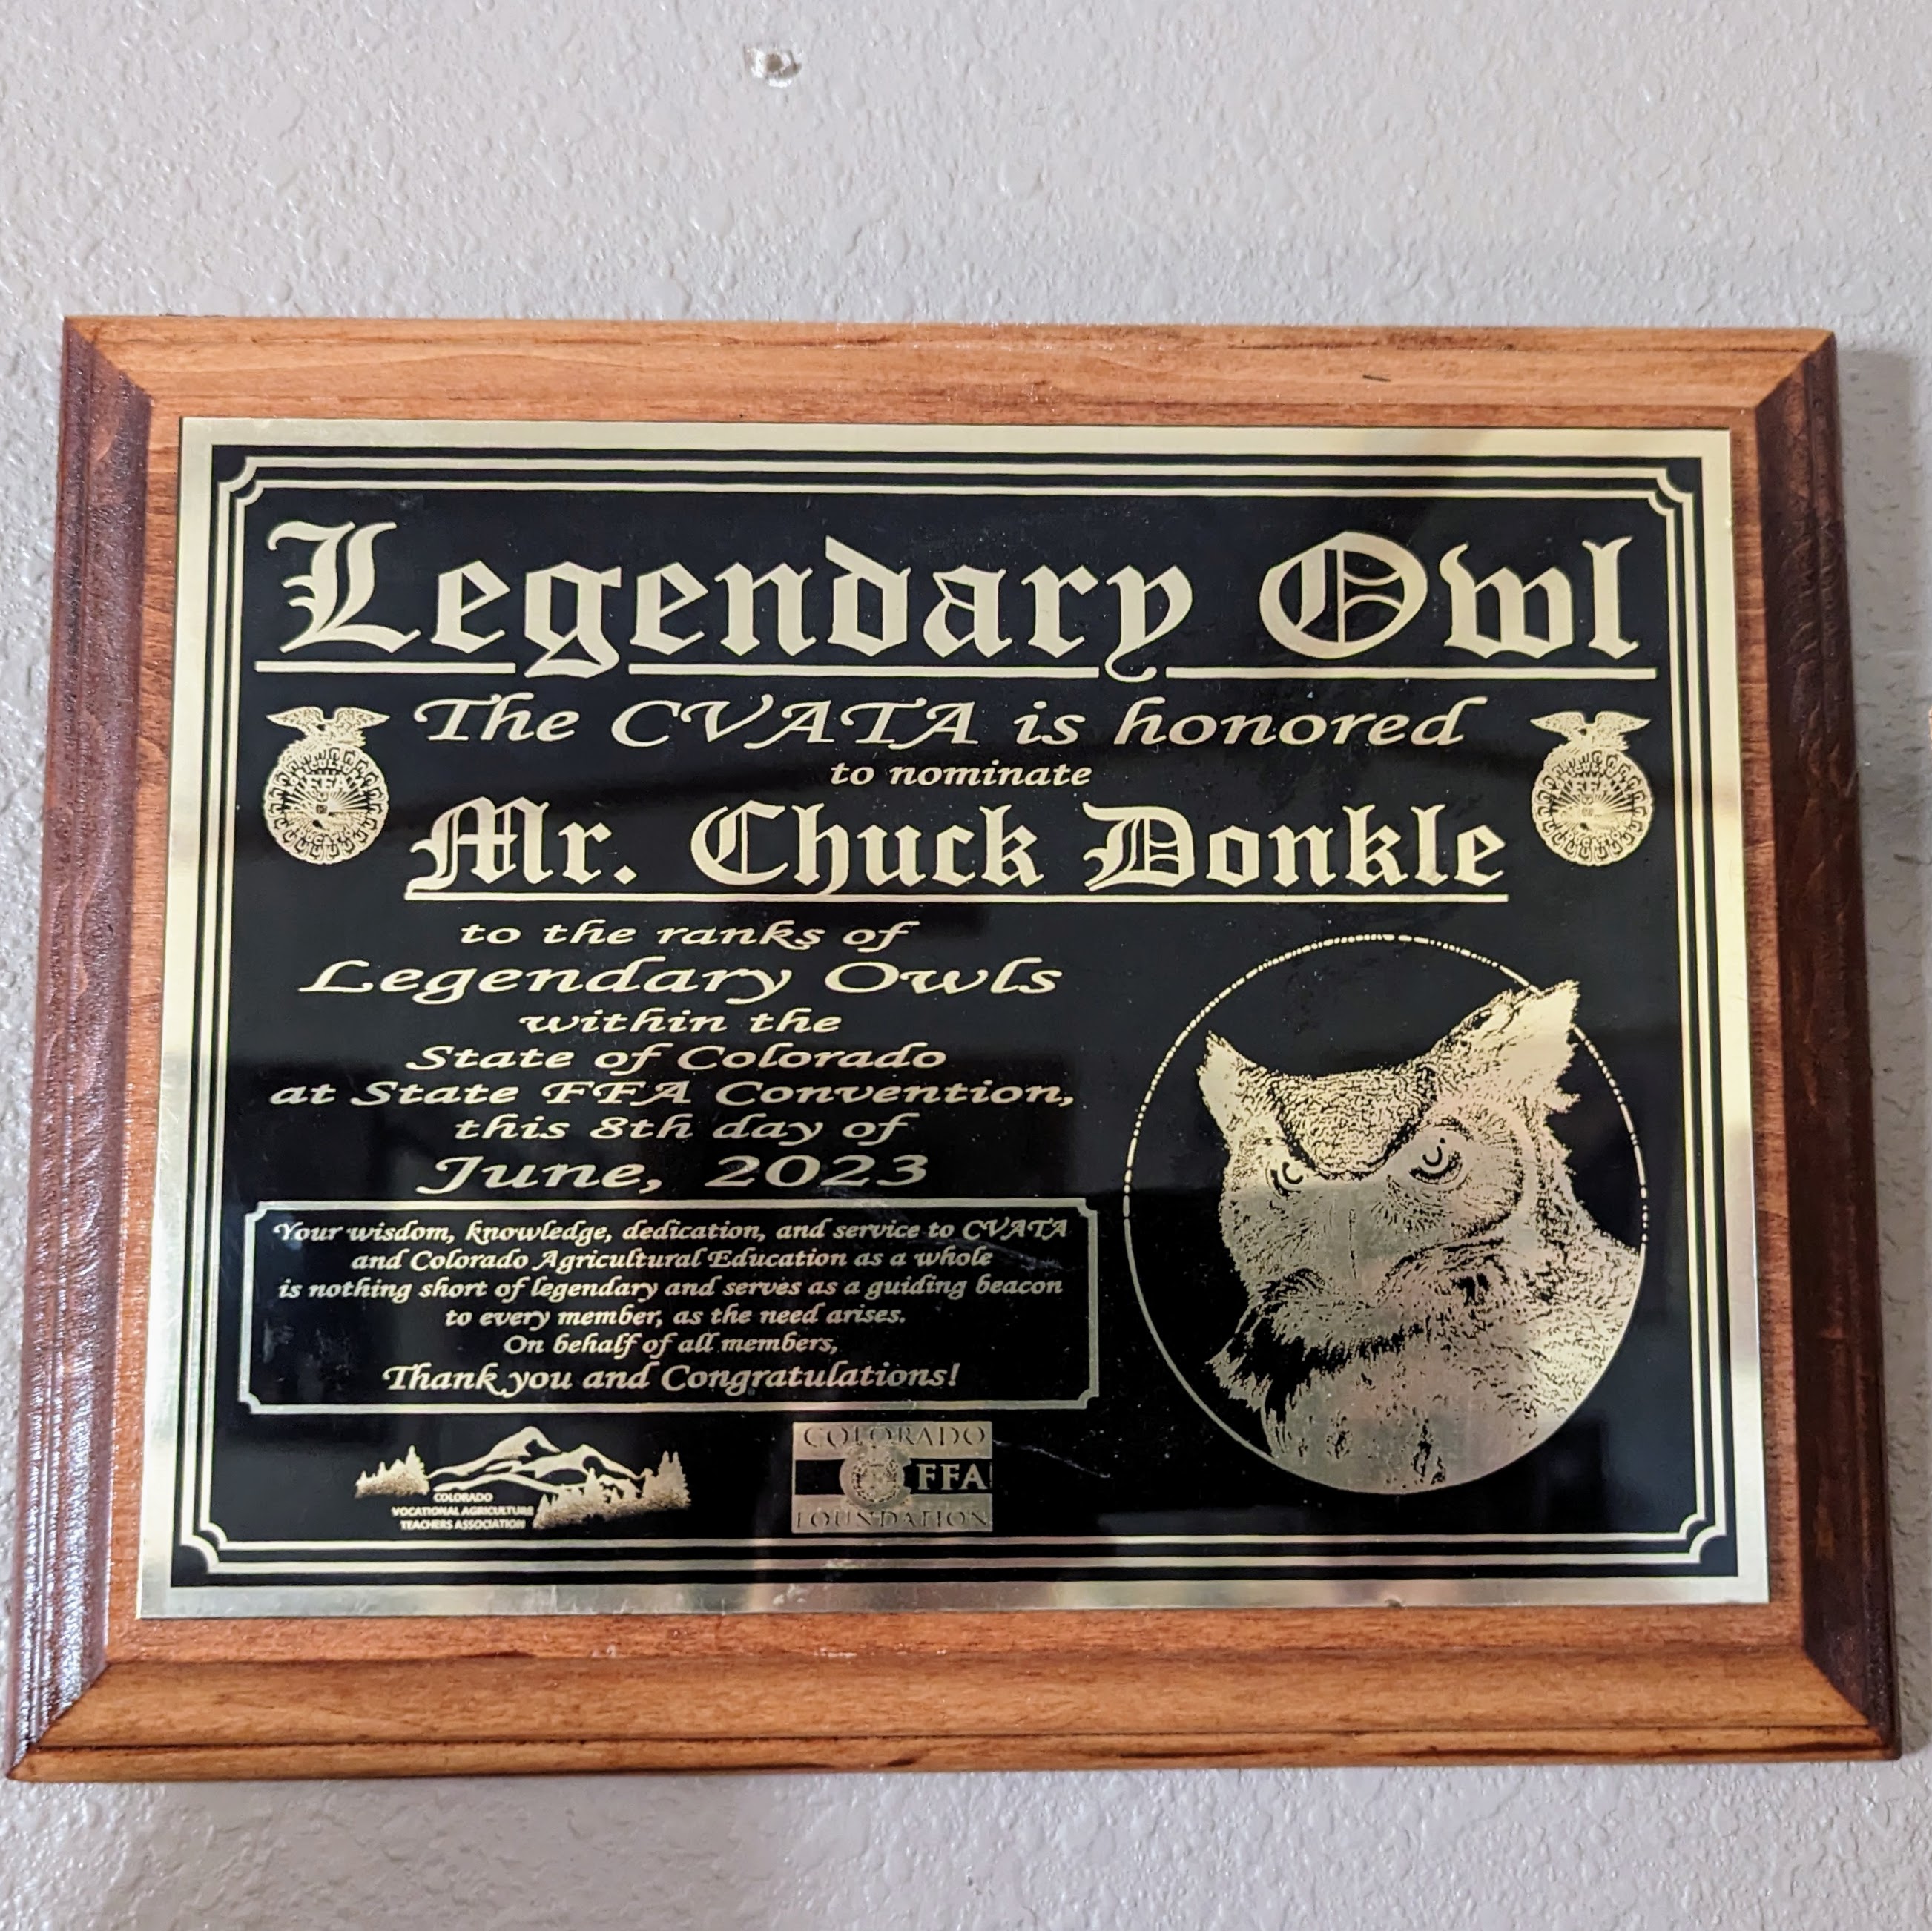 Legendary Owl
The CVATA is honored
to nominate
Mr. Chuck Donkle
to the ranks of
Legendary Owls
within the
State of Colorado
at State FFA Convention,
this 8th day of
June, 2023
Your wisdom, knowledge, dedication, and service to CVATA
and Colorado Agricultural Education as a whole
is nothing short of legendary and serves as a guiding beacon
to every member, as the need arises.
On behalf of all members,
Thank you and Congratulations!
COLORADO
VOCATIONAL AGRICULTURE
TEACHERS ASSOCIATION
COLORADO
FFA
FOUNDATION